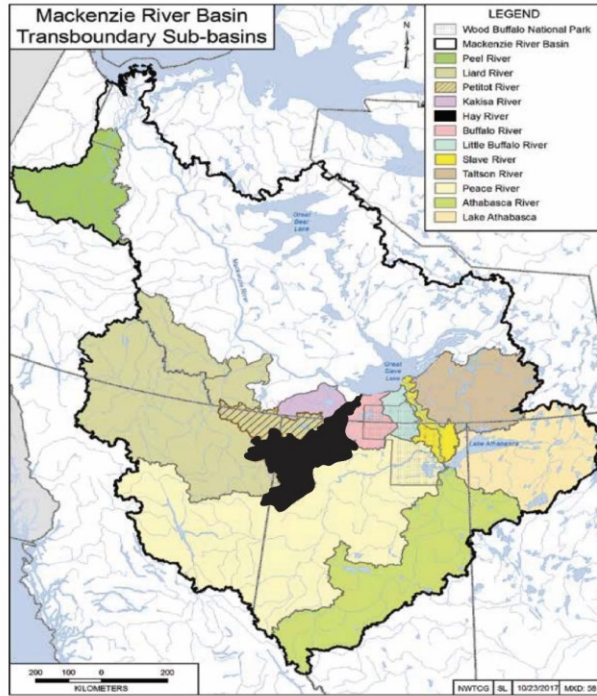 Mackenzie River Basin
Transboundary Sub-basins
LEGEND
Wood Buffalo National Park
Mackenzie River Basin
Peel River
Liard River
Petitot River
Kakisa River
Hay River
Buffalo River
Little Buffalo River
Slave River
Taltson River
Peace River
Athabasca River
Lake Athabasca
Great
Bear
Lake
Mackenzie River
Great
Slave
Lake
Lake Athabasca
200 100 0 200
KILOMETERS
NWTCG SL 10/23/2017 MXD: 58